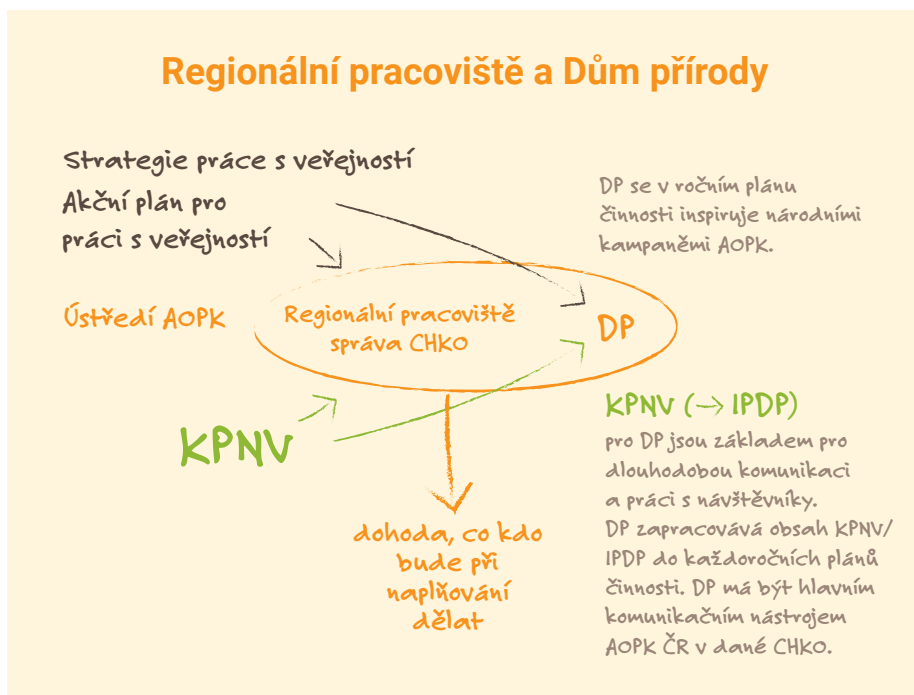 Regionální pracoviště a Dům přírody
Strategie práce s veřejností
Akční plán pro
práci s veřejností
DP se v ročním plánu
činnosti inspiruje národními
kampaněmi AOPK.
Ústředí AOPK
Regionální pracoviště
správa CHKO
DP
KPNV
KPNV (→ IPDP)
pro DP jsou základem pro
dlouhodobou komunikaci
a práci s návštěvníky.
DP zapracovává obsah KPNV/
IPDP do každoročních plánů
činnosti. DP má být hlavním
komunikačním nástrojem
AOPK ČR v dané CHKO.
dohoda, co kdo
bude při
naplňování
dělat